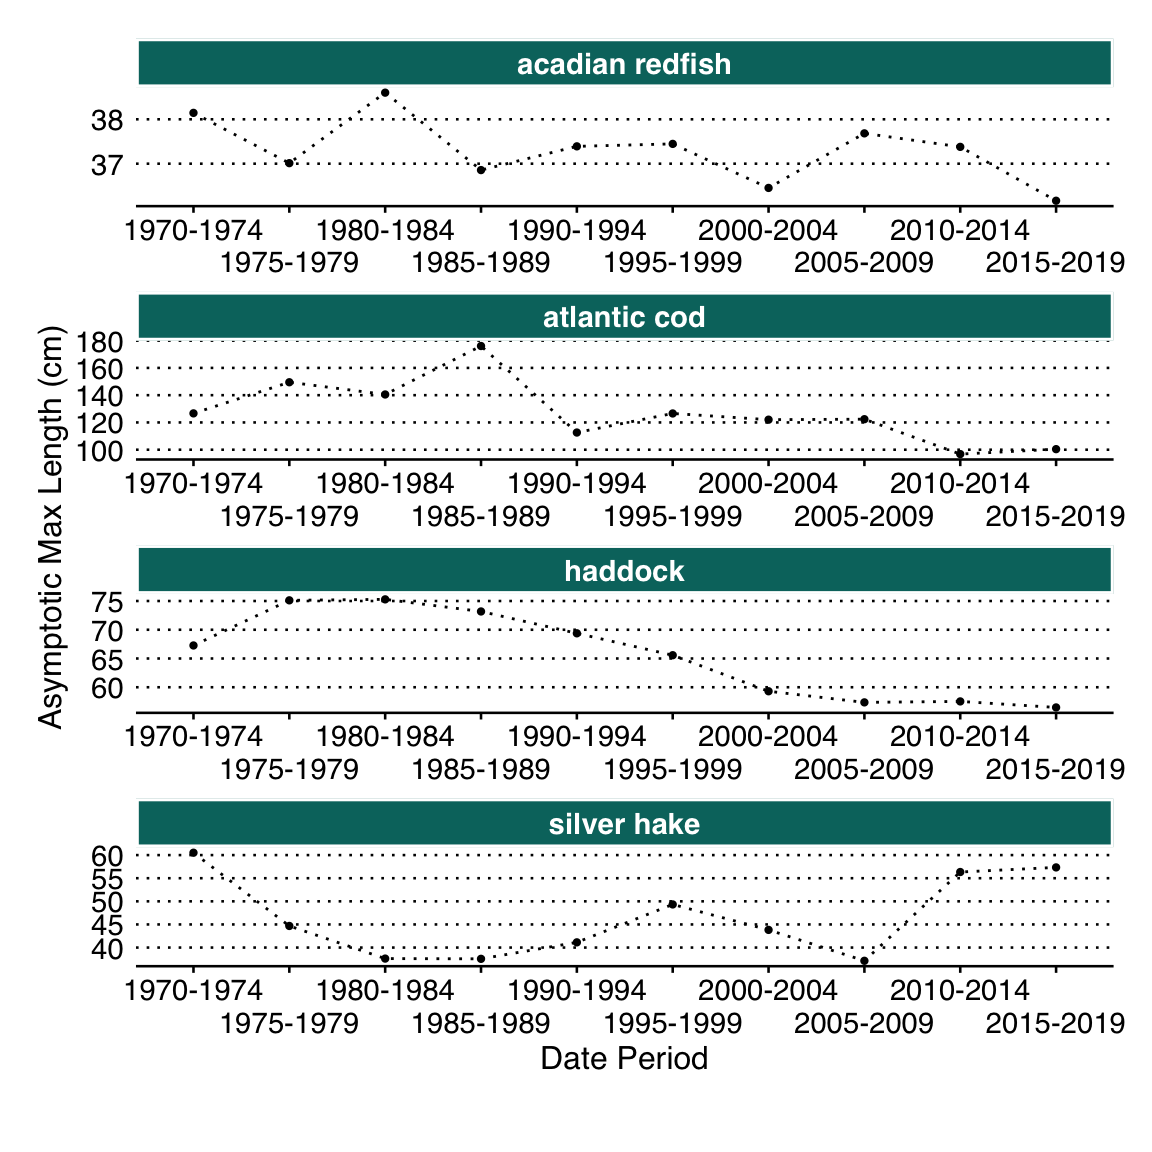 acadian redfish
38
37
1970-1974 1980-1984 1990-1994 2000-2004 2010-2014
1975-1979 1985-1989 1995-1999 2005-2009 2015-2019
Asymptotic Max Length (cm)
atlantic cod
180
160
140
120
100
1970-1974 1980-1984 1990-1994 2000-2004 2010-2014
1975-1979 1985-1989 1995-1999 2005-2009 2015-2019
haddock
75
70
65
60
1970-1974 1980-1984 1990-1994 2000-2004 2010-2014
1975-1979 1985-1989 1995-1999 2005-2009 2015-2019
silver hake
60
55
50
45
40
1970-1974 1980-1984 1990-1994 2000-2004 2010-2014
1975-1979 1985-1989 1995-1999 2005-2009 2015-2019
Date Period